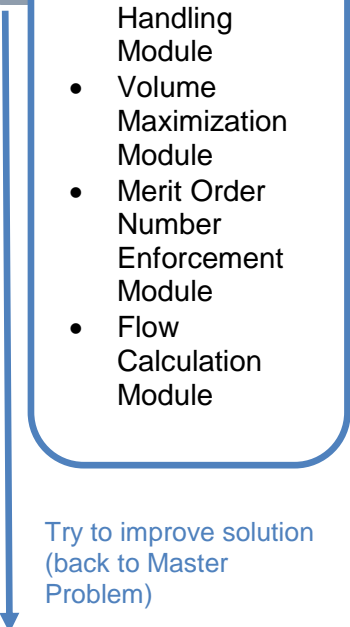 Handling
Module
• Volume
Maximization
Module
• Merit Order
Number
Enforcement
Module
• Flow
Calculation
Module
Try to improve solution
(back to Master
Problem)